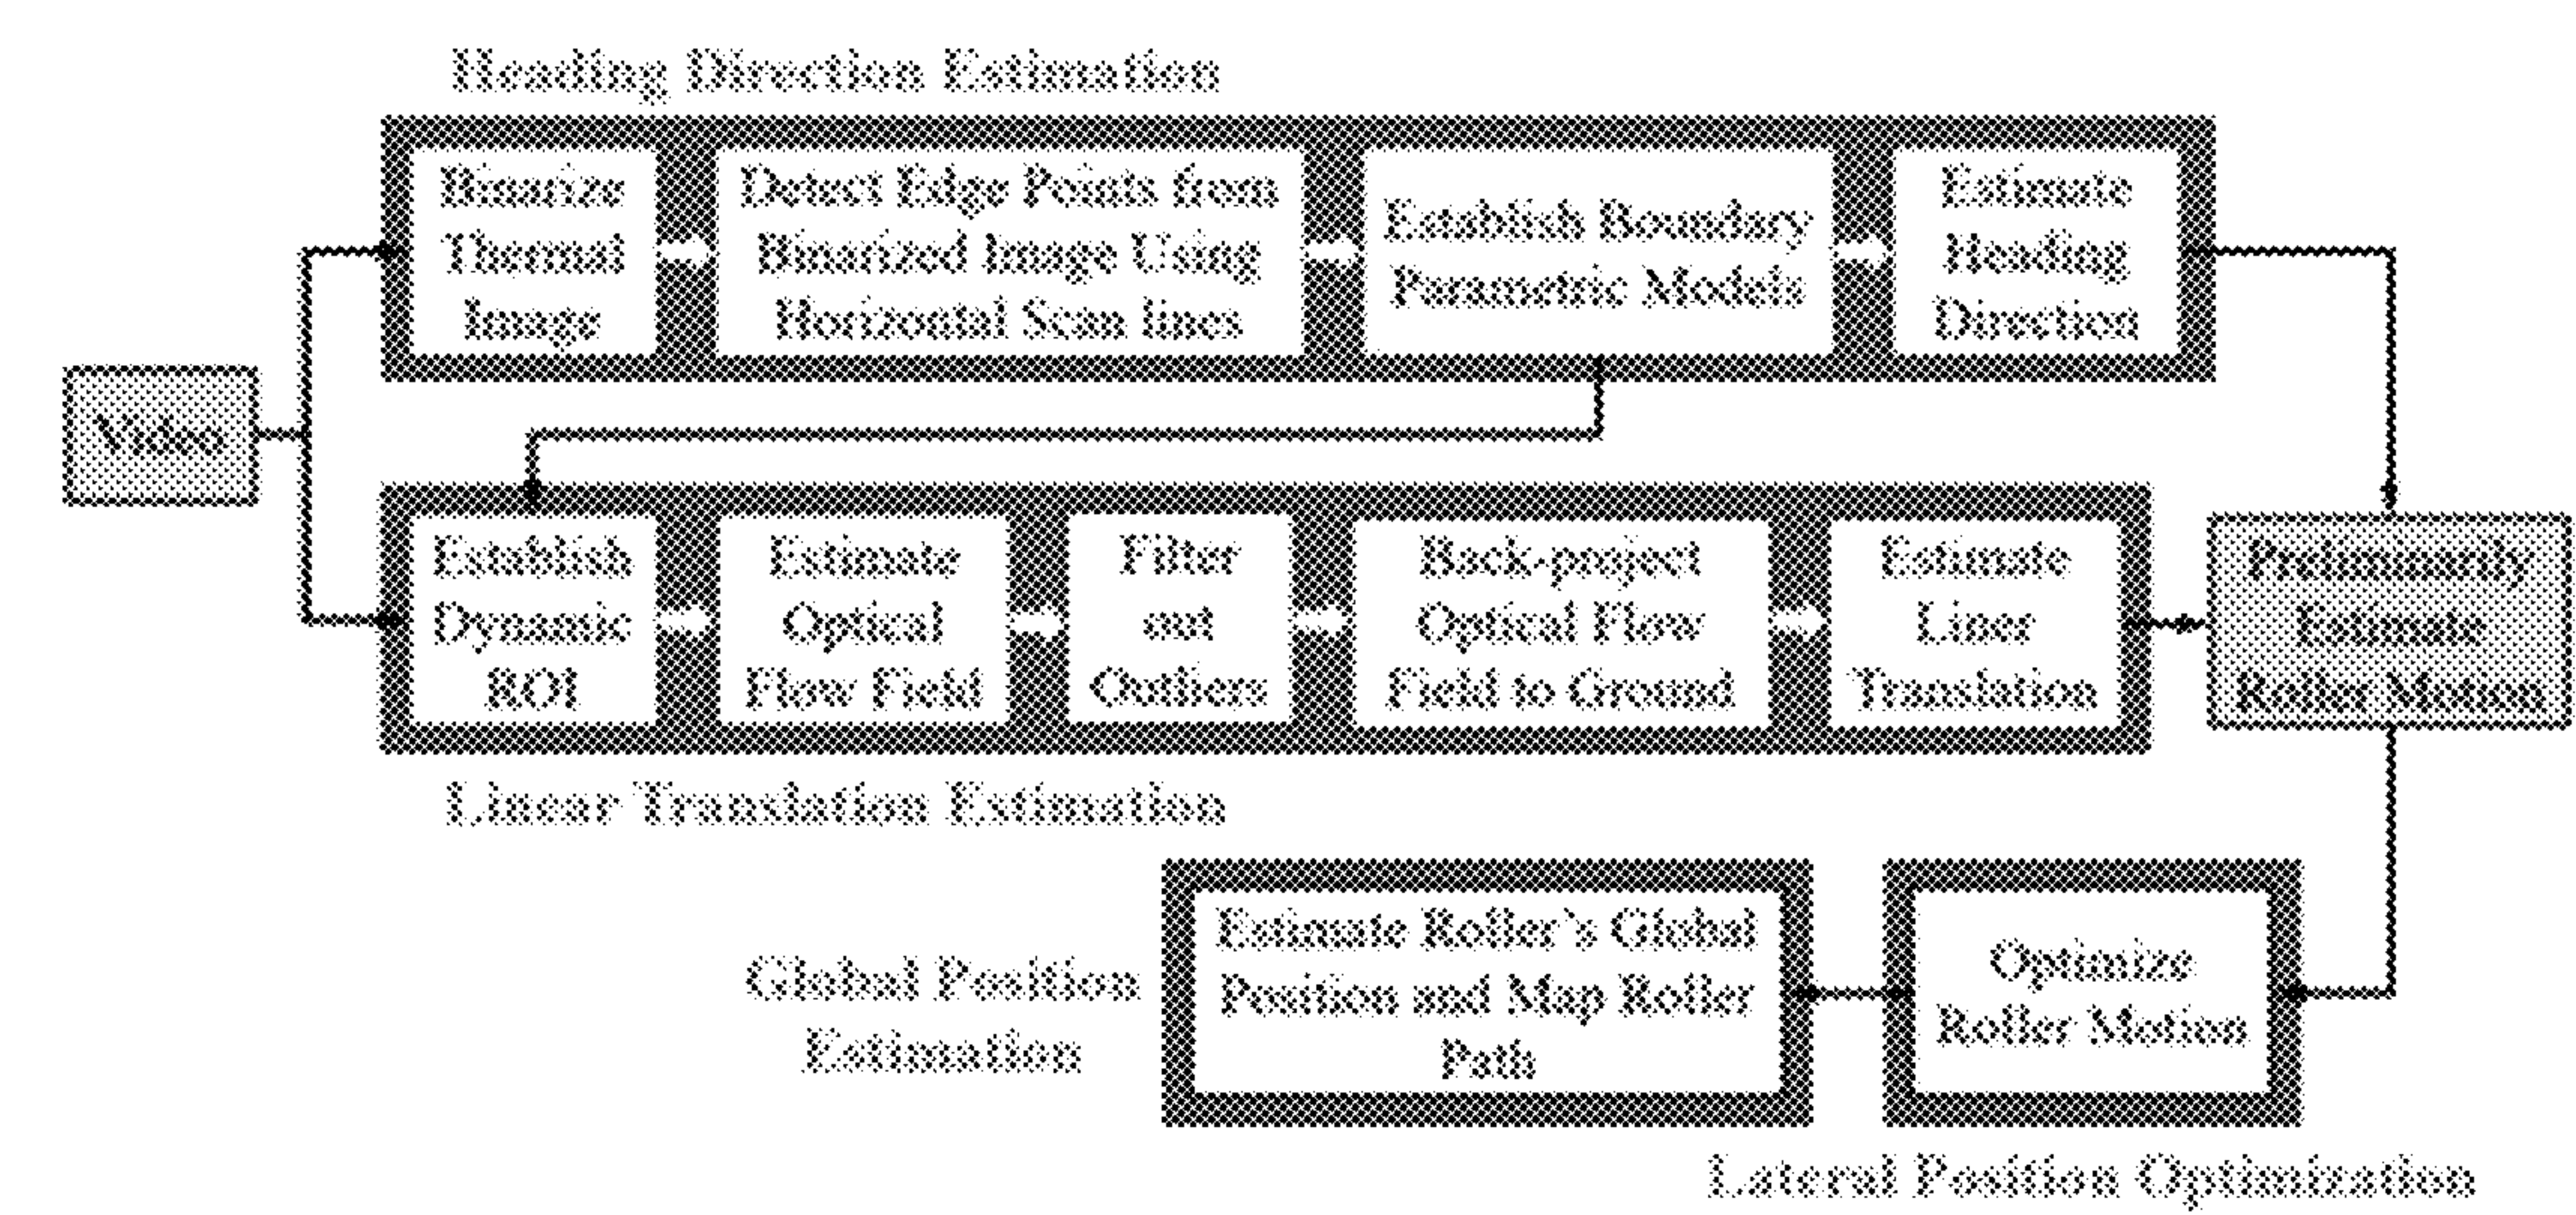 Heading Direction Estimation
Binarize
Thermal
Image
Detect Edge Points from
Binarized Image Using
Horizontal Scan lines
Establish Boundary
Parametric Models
Estimate
Heading
Direction
Video
Establish
Dynamic
ROI
Estimate
Optical
Flow Field
Filter
out
Outliers
Back-project
Optical Flow
Field to Ground
Estimate
Liner
Translation
Preliminarily
Estimate
Roller Motion
Linear Translation Estimation
Global Position
Estimation
Estimate Roller's Global
Position and Map Roller
Path
Optimize
Roller Motion
Lateral Position Optimization